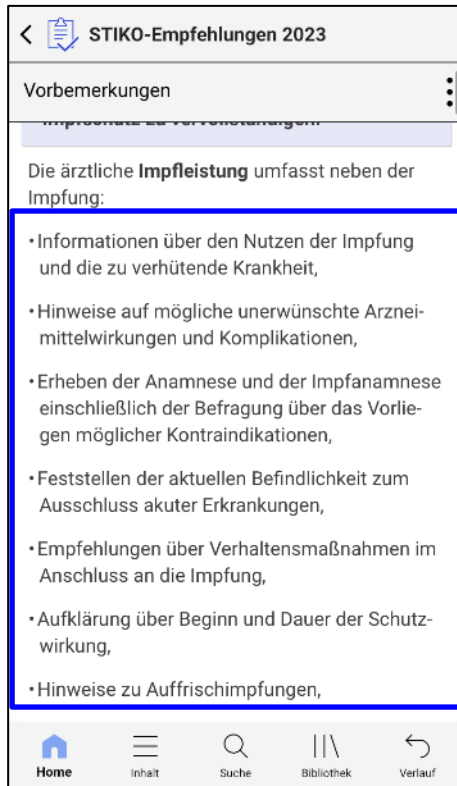 STIKO-Empfehlungen 2023
Vorbemerkungen
Die ärztliche Impfleistung umfasst neben der
Impfung:
• Informationen über den Nutzen der Impfung
und die zu verhütende Krankheit,
• Hinweise auf mögliche unerwünschte Arznei-
mittelwirkungen und Komplikationen,
• Erheben der Anamnese und der Impfanamnese
einschließlich der Befragung über das Vorlie-
gen möglicher Kontraindikationen,
• Feststellen der aktuellen Befindlichkeit zum
Ausschluss akuter Erkrankungen,
• Empfehlungen über Verhaltensmaßnahmen im
Anschluss an die Impfung,
• Aufklärung über Beginn und Dauer der Schutz-
wirkung,
• Hinweise zu Auffrischimpfungen,
Home Inhalt Suche Bibliothek Verlauf